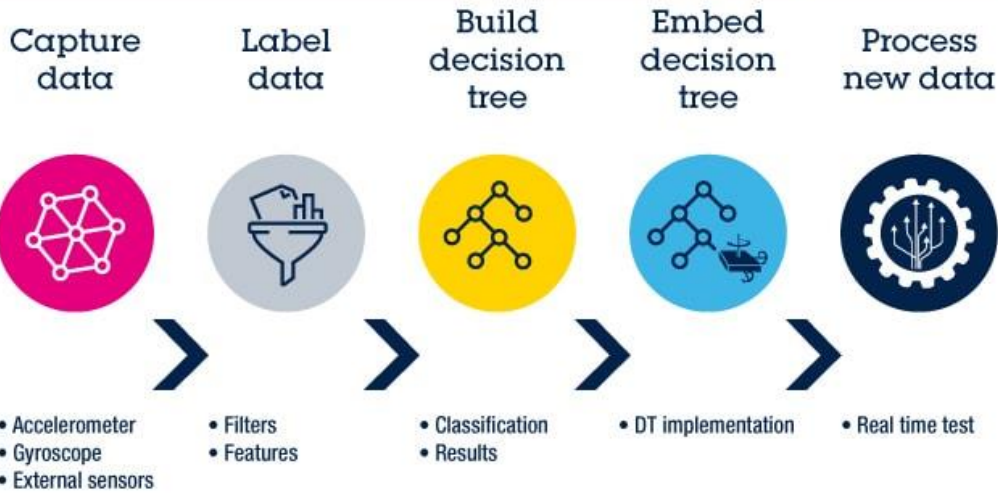 Capture
data
Label
data
Build
decision
tree
Embed
decision
tree
Process
new data
• Accelerometer
• Gyroscope
• External sensors
• Filters
• Features
• Classification
• Results
• DT implementation
• Real time test